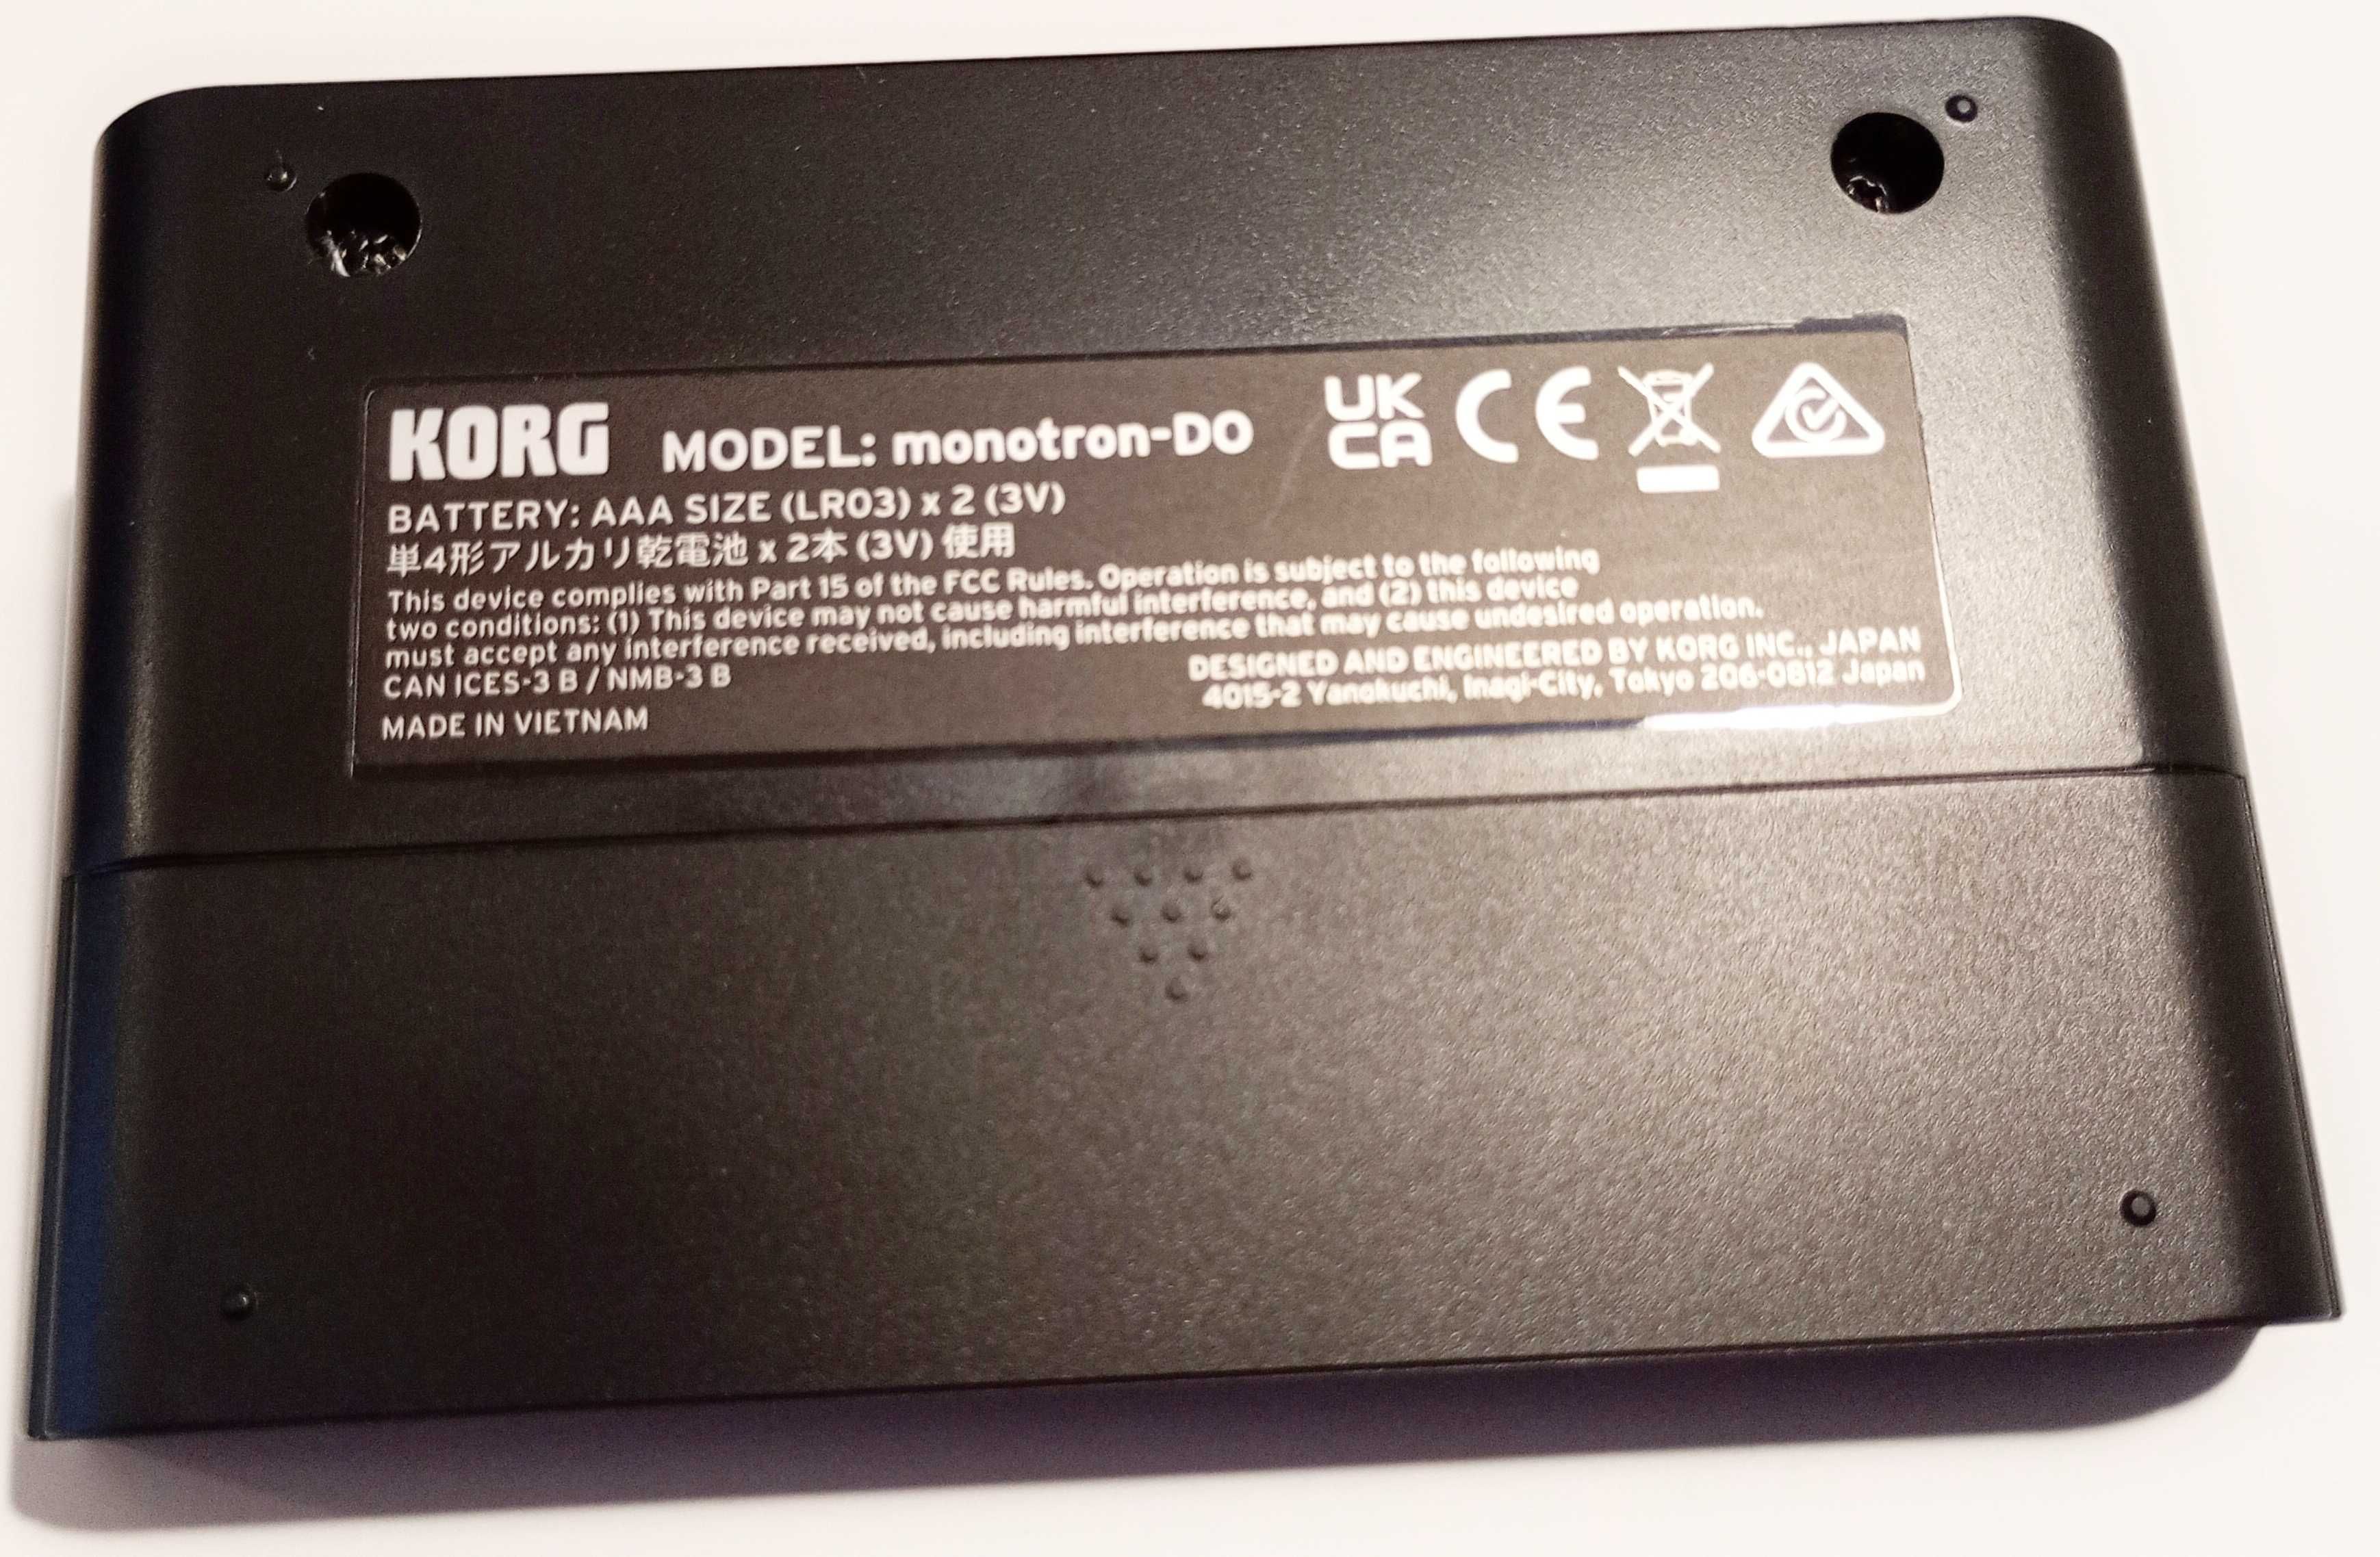 KORG MODEL: monotron-DO UK CA CE
BATTERY: AAA SIZE (LR03) x 2 (3V)
単4形アルカリ乾電池 x 2本 (3V) 使用
This device complies with Part 15 of the FCC Rules. Operation is subject to the following
two conditions: (1) This device may not cause harmful interference, and (2) this device
must accept any interference received, including interference that may cause undesired operation.
CAN ICES-3 B / NMB-3 B
DESIGNED AND ENGINEERED BY KORG INC., JAPAN
4015-2 Yanokuchi, Inagi-City, Tokyo 206-0812 Japan
MADE IN VIETNAM